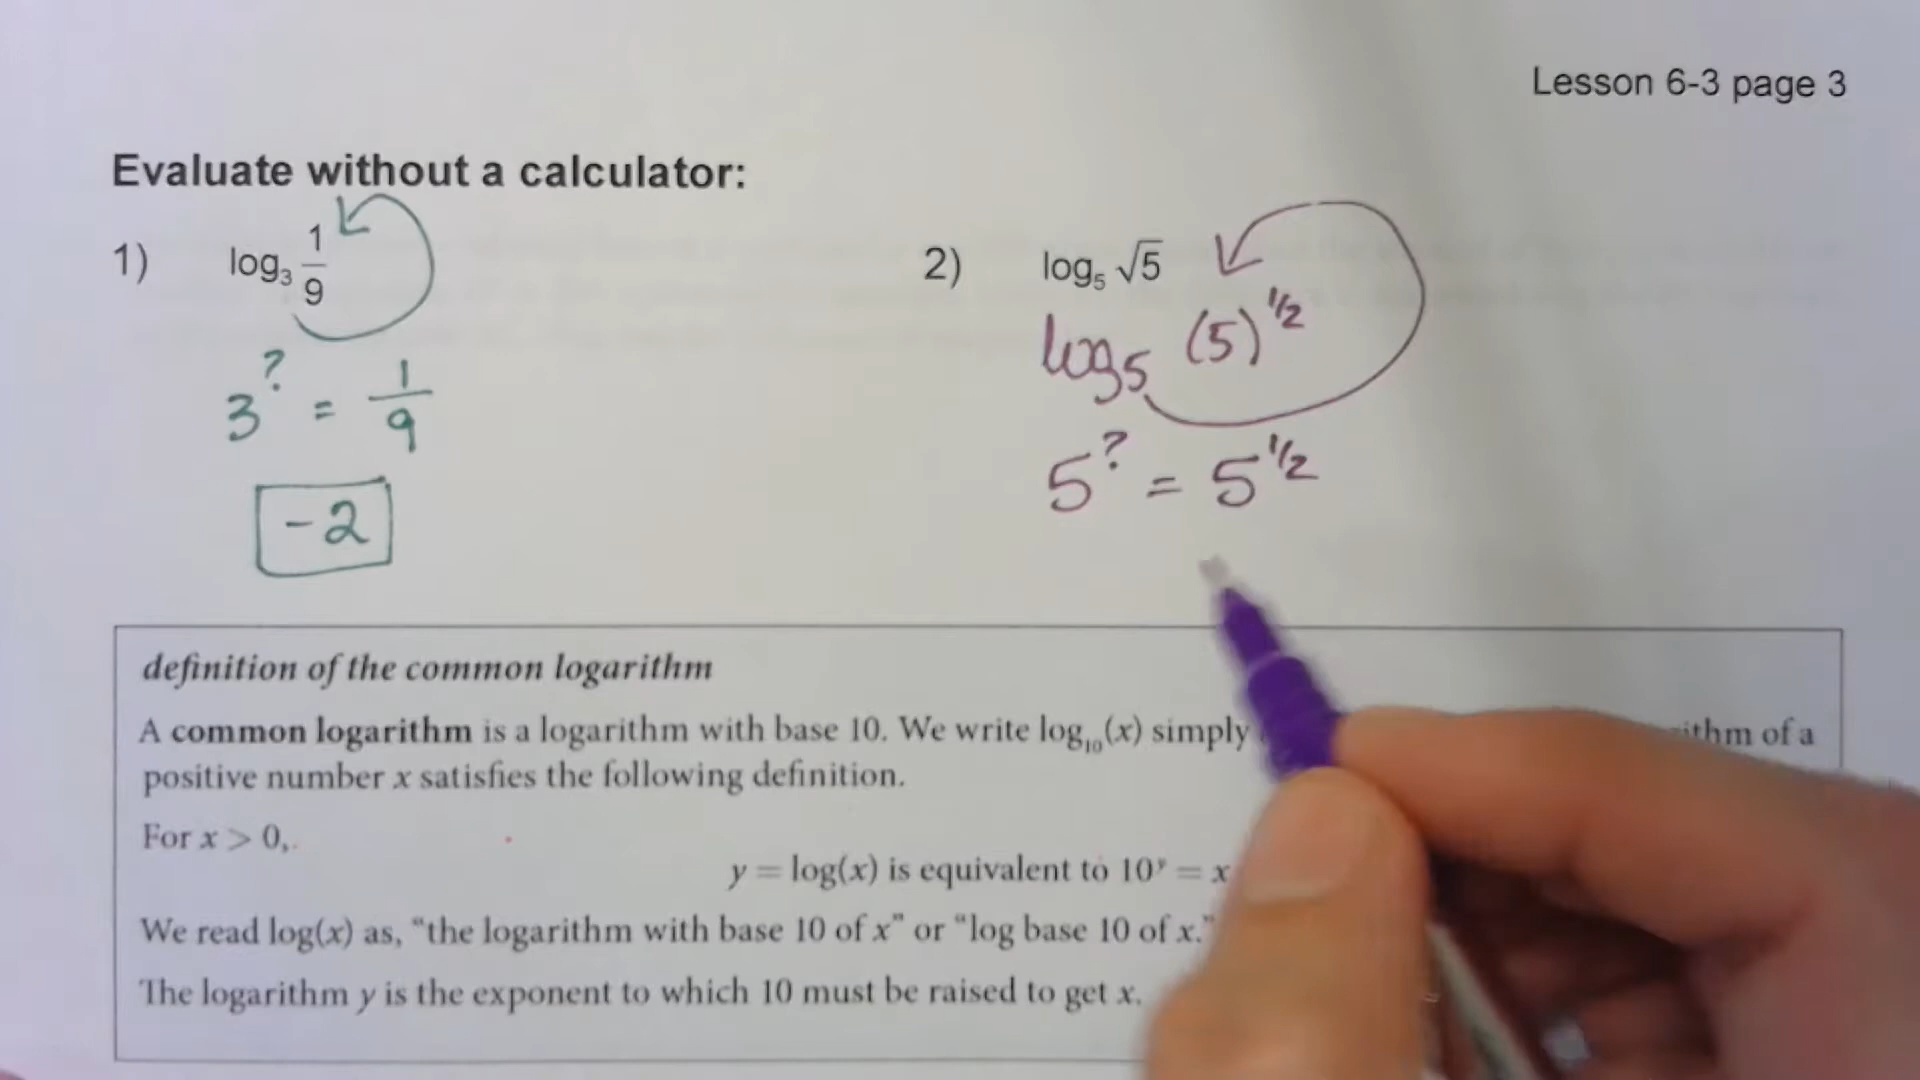 Lesson 6-3 page 3
Evaluate without a calculator:
1) log₃ 1/9
3^? = 1/9
-2
2) log₅ √5
log₅ (5)^1/2
5^? = 5^1/2
definition of the common logarithm
A common logarithm is a logarithm with base 10. We write log₁₀(x) simply of a
positive number x satisfies the following definition.
For x > 0,
y = log(x) is equivalent to 10^y = x
We read log(x) as, “the logarithm with base 10 of x” or “log base 10 of x.”
The logarithm y is the exponent to which 10 must be raised to get x.